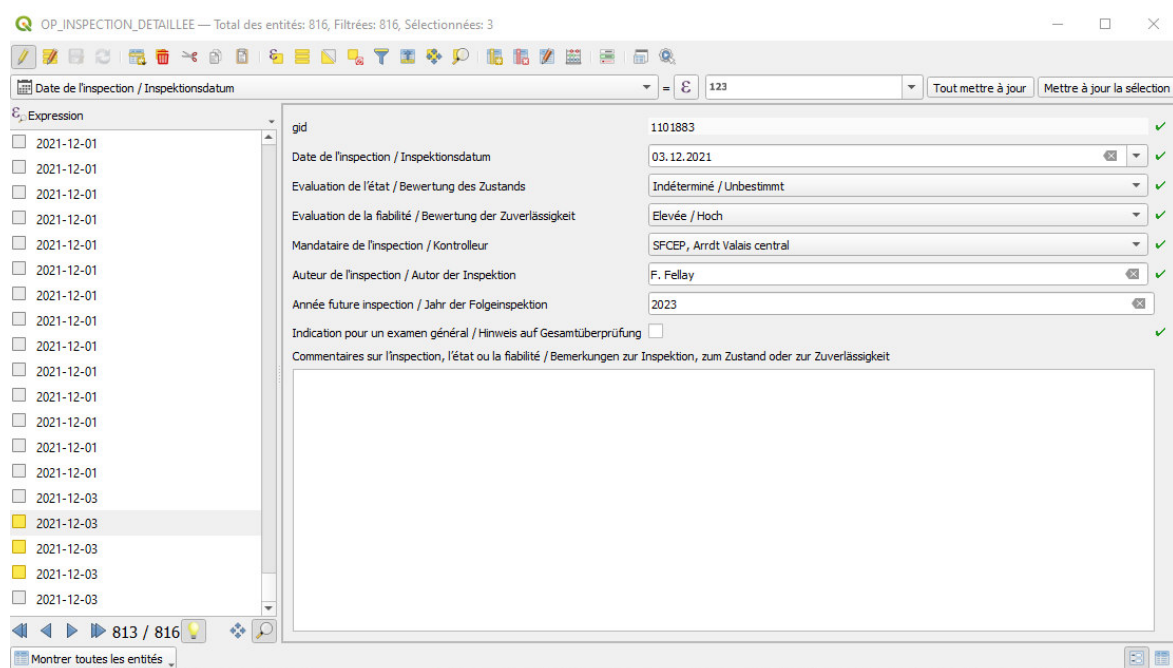 OP_INSPECTION_DETAILLEE — Total des entités: 816, Filtrées: 816, Sélectionnées: 3
Date de l'inspection / Inspektionsdatum = ε 123 Tout mettre à jour Mettre à jour la sélection
Expression
2021-12-01
2021-12-01
2021-12-01
2021-12-01
2021-12-01
2021-12-01
2021-12-01
2021-12-01
2021-12-01
2021-12-01
2021-12-01
2021-12-01
2021-12-01
2021-12-01
2021-12-03
2021-12-03
2021-12-03
2021-12-03
2021-12-03
813 / 816
Montrer toutes les entités
gid 1101883
Date de l'inspection / Inspektionsdatum 03.12.2021
Evaluation de l'état / Bewertung des Zustands Indéterminé / Unbestimmt
Evaluation de la fiabilité / Bewertung der Zuverlässigkeit Elevée / Hoch
Mandataire de l'inspection / Kontrolleur SFCEP, Arrdt Valais central
Auteur de l'inspection / Autor der Inspektion F. Fellay
Année future inspection / Jahr der Folgeinspektion 2023
Indication pour un examen général / Hinweis auf Gesamtüberprüfung
Commentaires sur l'inspection, l'état ou la fiabilité / Bemerkungen zur Inspektion, zum Zustand oder zur Zuverlässigkeit